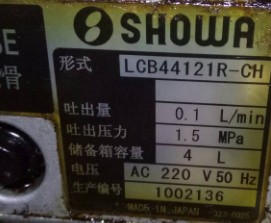 SHOWA
SE
形式 LCB44121R-CH
滑
吐出量 0.1 L/min
吐出压力 1.5 MPa
储备箱容量 4 L
电压 AC 220 V 50 Hz
生产编号 1002136
MADE IN JAPAN